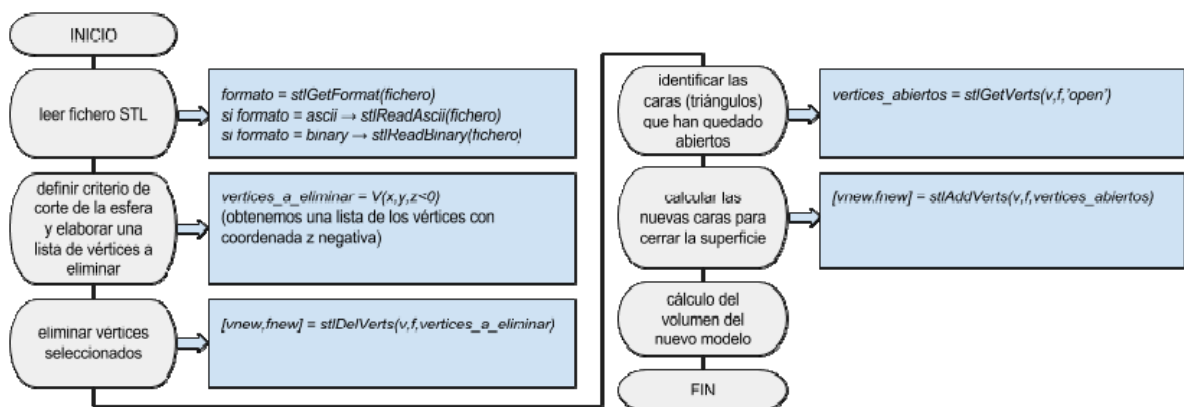 INICIO
leer fichero STL
formato = stlGetFormat(fichero)
si formato = ascii → stlReadAscii(fichero)
si formato = binary → stlReadBinary(fichero)
definir criterio de
corte de la esfera
y elaborar una
lista de vértices a
eliminar
vertices_a_eliminar = V(x,y,z<0)
(obtenemos una lista de los vértices con
coordenada z negativa)
eliminar vértices
seleccionados
[vnew,fnew] = stlDelVerts(v,f,vertices_a_eliminar)
identificar las
caras (triángulos)
que han quedado
abiertos
vertices_abiertos = stlGetVerts(v,f,'open')
calcular las
nuevas caras para
cerrar la superficie
[vnew,fnew] = stlAddVerts(v,f,vertices_abiertos)
cálculo del
volumen del
nuevo modelo
FIN